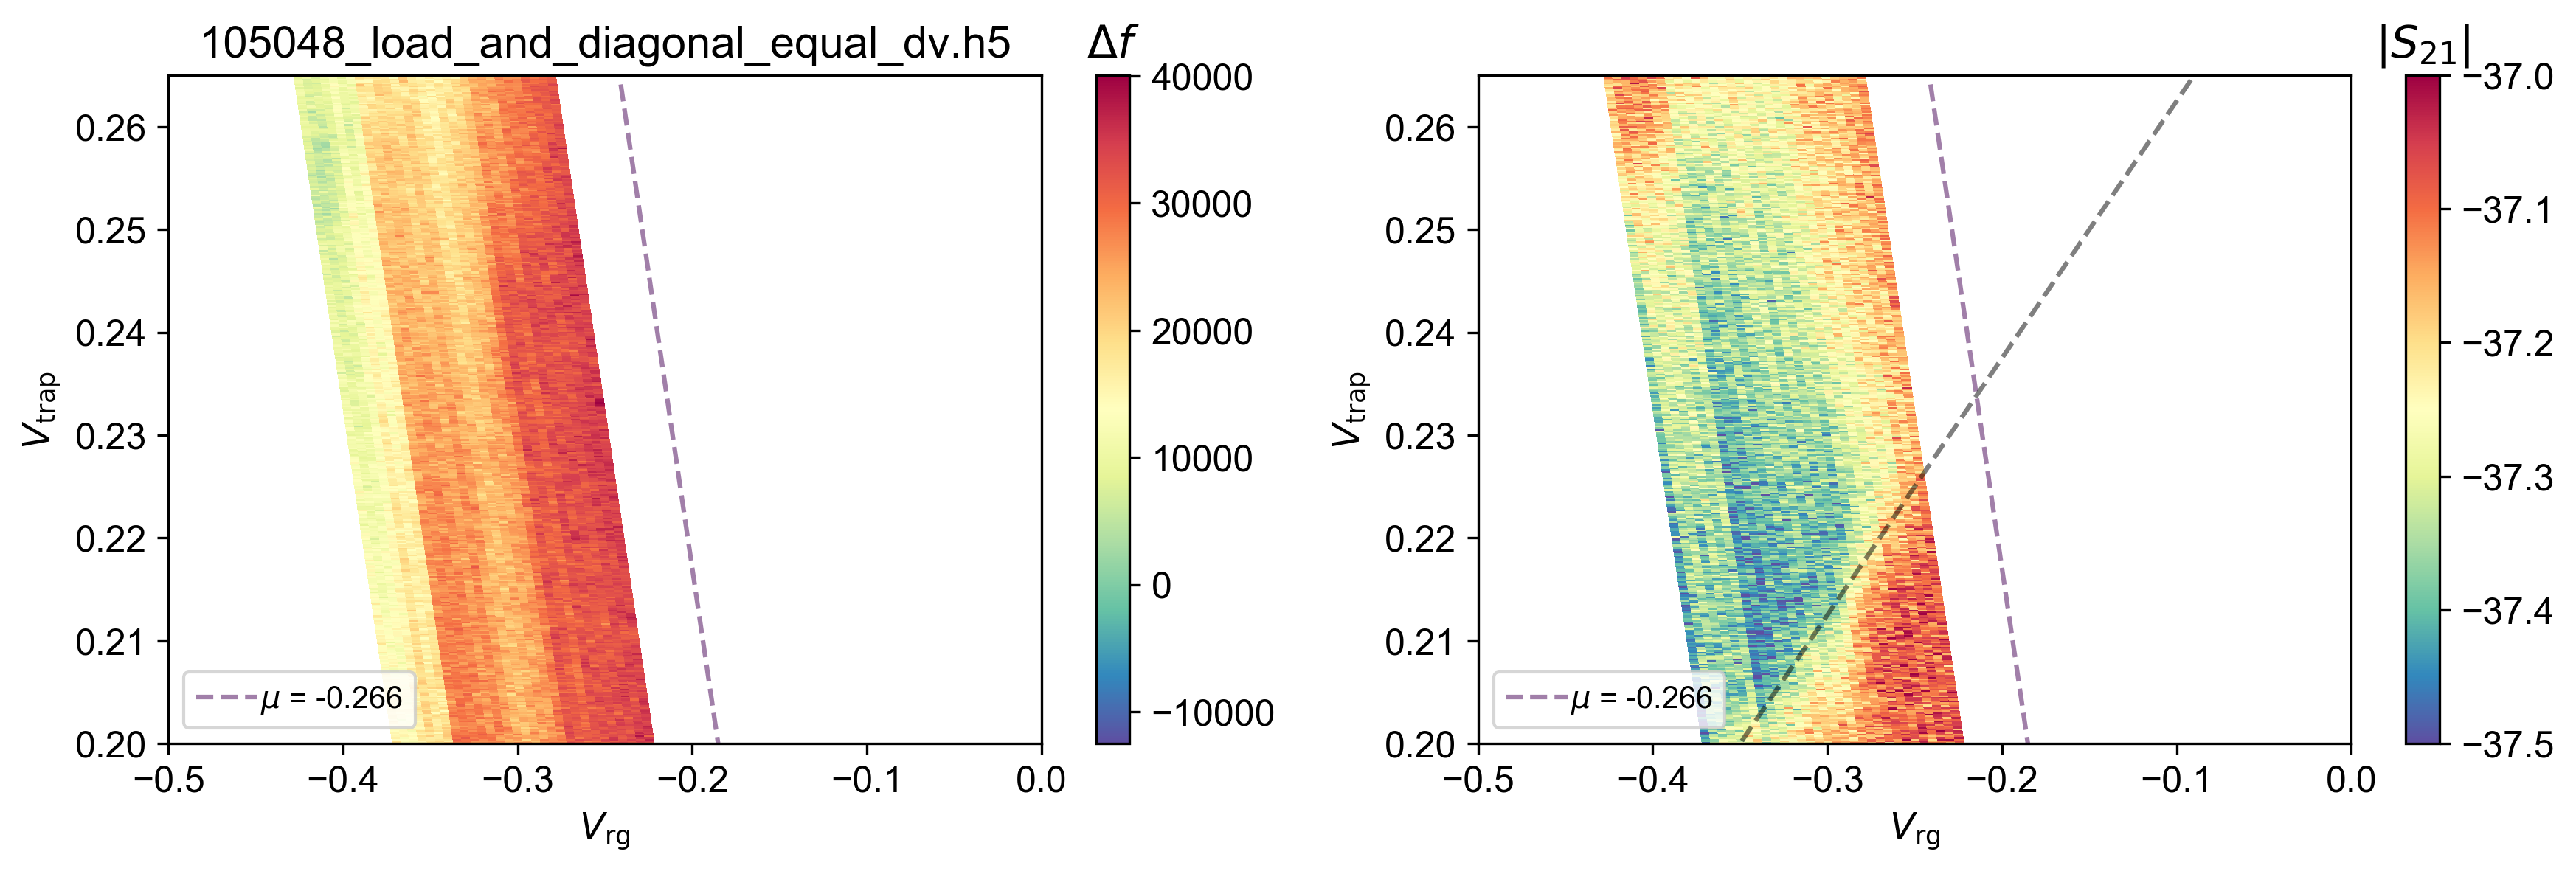 105048_load_and_diagonal_equal_dv.h5
Δf
40000
30000
20000
10000
0
−10000
0.26
0.25
0.24
0.23
0.22
0.21
0.20
V_trap
μ = -0.266
−0.5 −0.4 −0.3 −0.2 −0.1 0.0
V_rg
|S_21|
−37.0
−37.1
−37.2
−37.3
−37.4
−37.5
0.26
0.25
0.24
0.23
0.22
0.21
0.20
V_trap
μ = -0.266
−0.5 −0.4 −0.3 −0.2 −0.1 0.0
V_rg